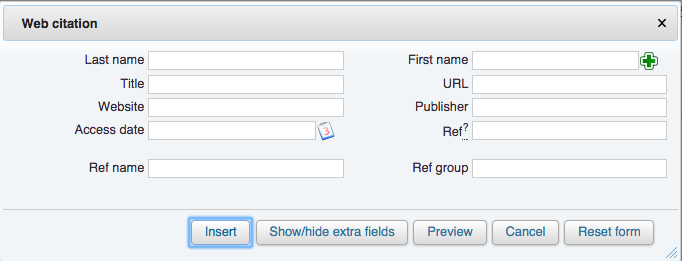 Web citation ×
Last name First name
Title URL
Website Publisher
Access date 3 Ref?
Ref name Ref group
Insert Show/hide extra fields Preview Cancel Reset form